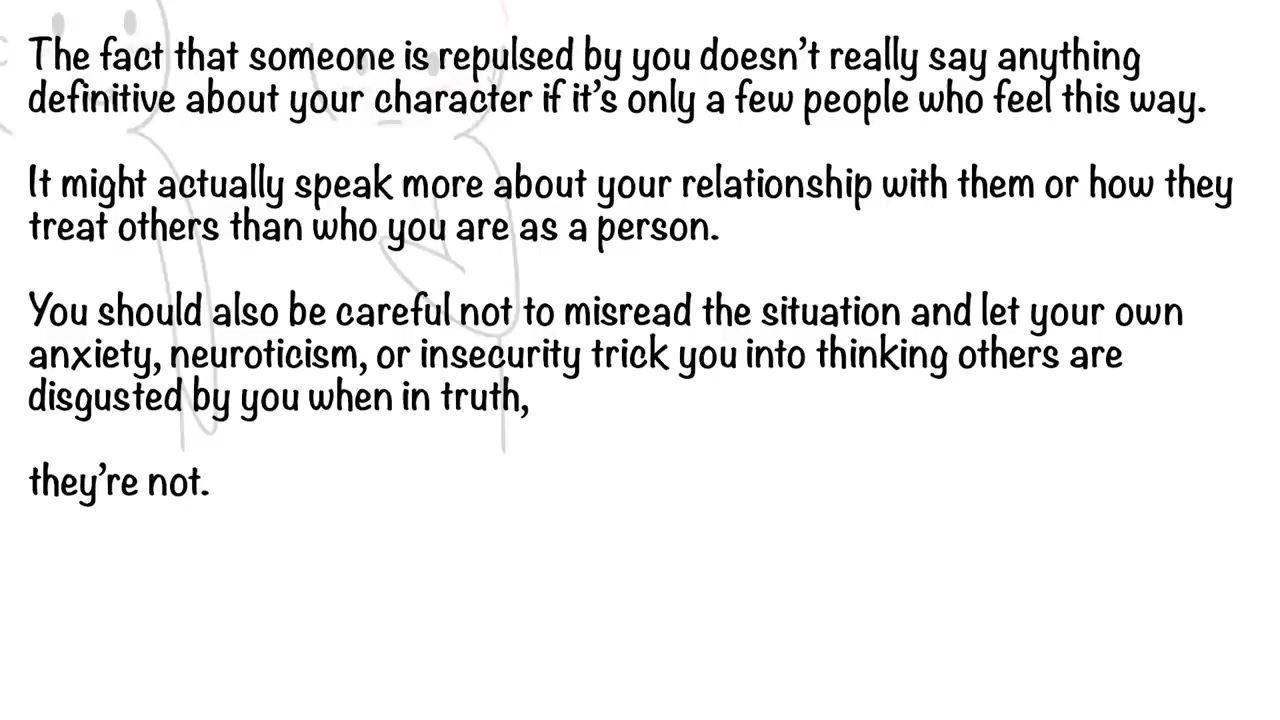 The fact that someone is repulsed by you doesn't really say anything
definitive about your character if it's only a few people who feel this way.
It might actually speak more about your relationship with them or how they
treat others than who you are as a person.
You should also be careful not to misread the situation and let your own
anxiety, neuroticism, or insecurity trick you into thinking others are
disgusted by you when in truth,
they're not.